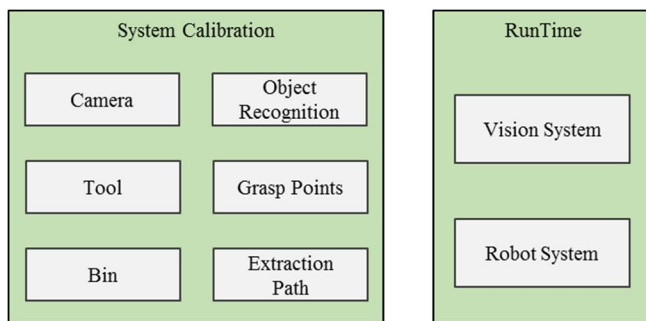 System Calibration
Camera
Object
Recognition
Tool
Grasp Points
Bin
Extraction
Path
RunTime
Vision System
Robot System